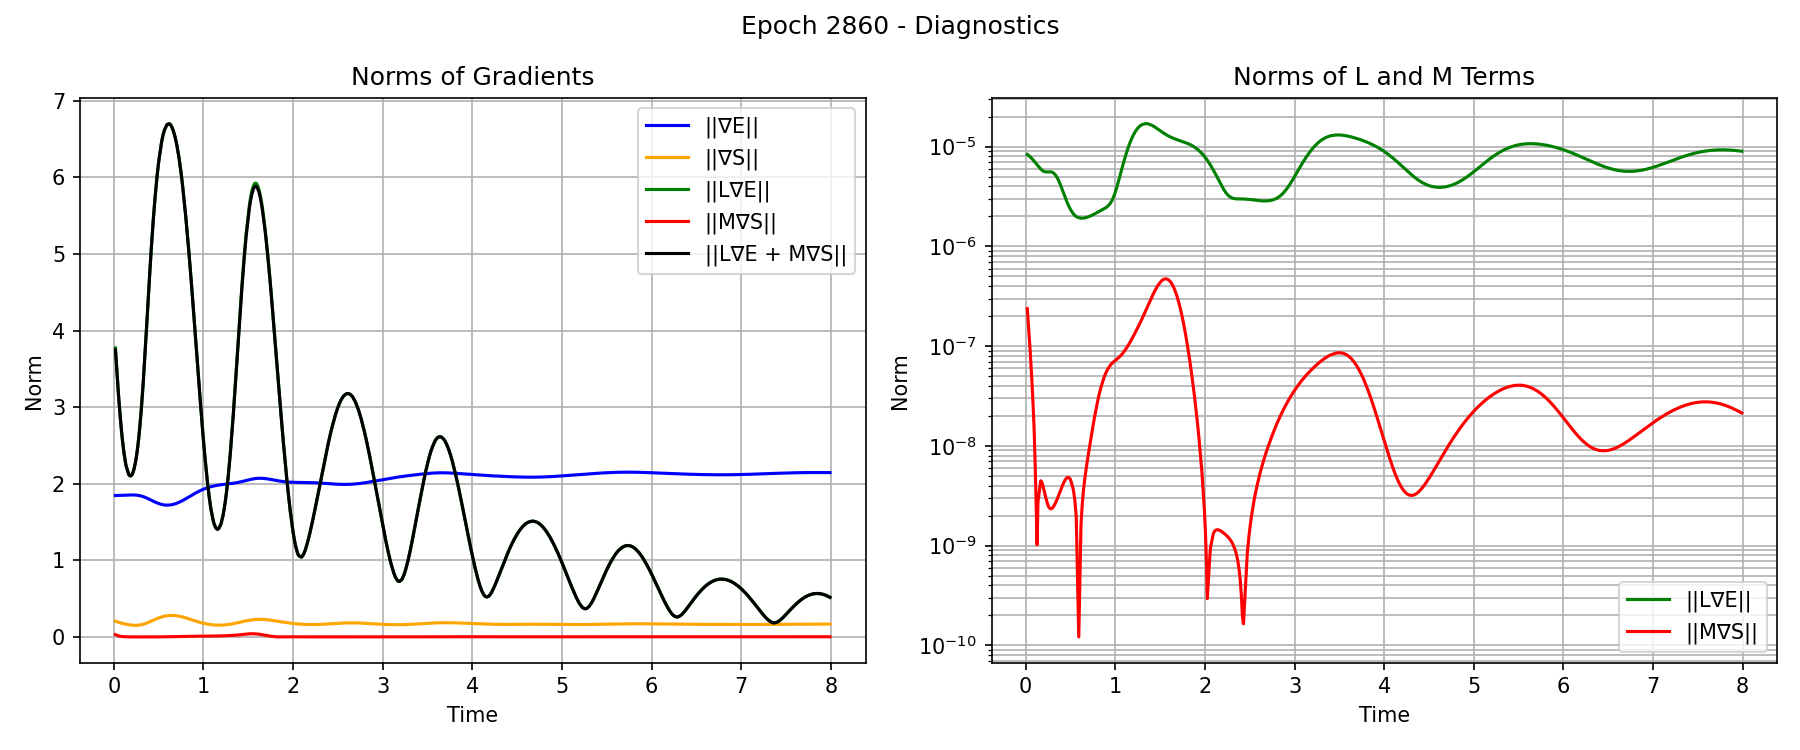 Epoch 2860 - Diagnostics
Norms of Gradients
Norm
7
6
5
4
3
2
1
0
||∇E||
||∇S||
||L∇E||
||M∇S||
||L∇E + M∇S||
0 1 2 3 4 5 6 7 8
Time
Norms of L and M Terms
Norm
10⁻⁵
10⁻⁶
10⁻⁷
10⁻⁸
10⁻⁹
10⁻¹⁰
||L∇E||
||M∇S||
0 1 2 3 4 5 6 7 8
Time